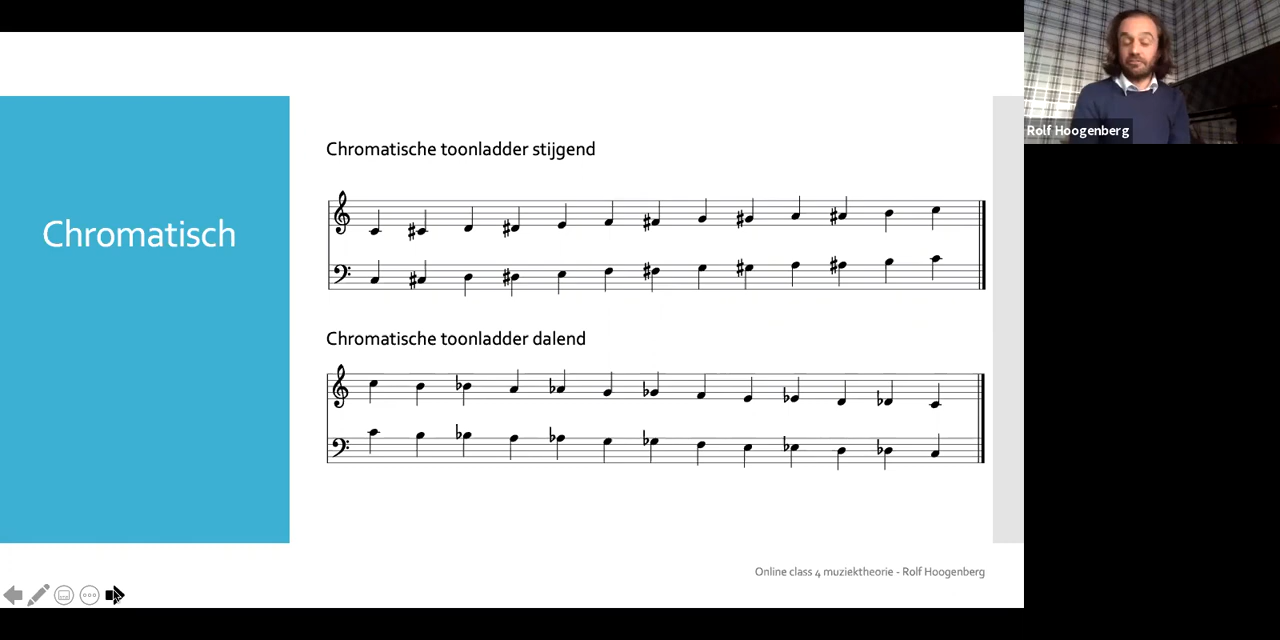 Chromatisch
Chromatische toonladder stijgend
Chromatische toonladder dalend
Online class 4 muziektheorie - Rolf Hoogenberg
Rolf Hoogenberg